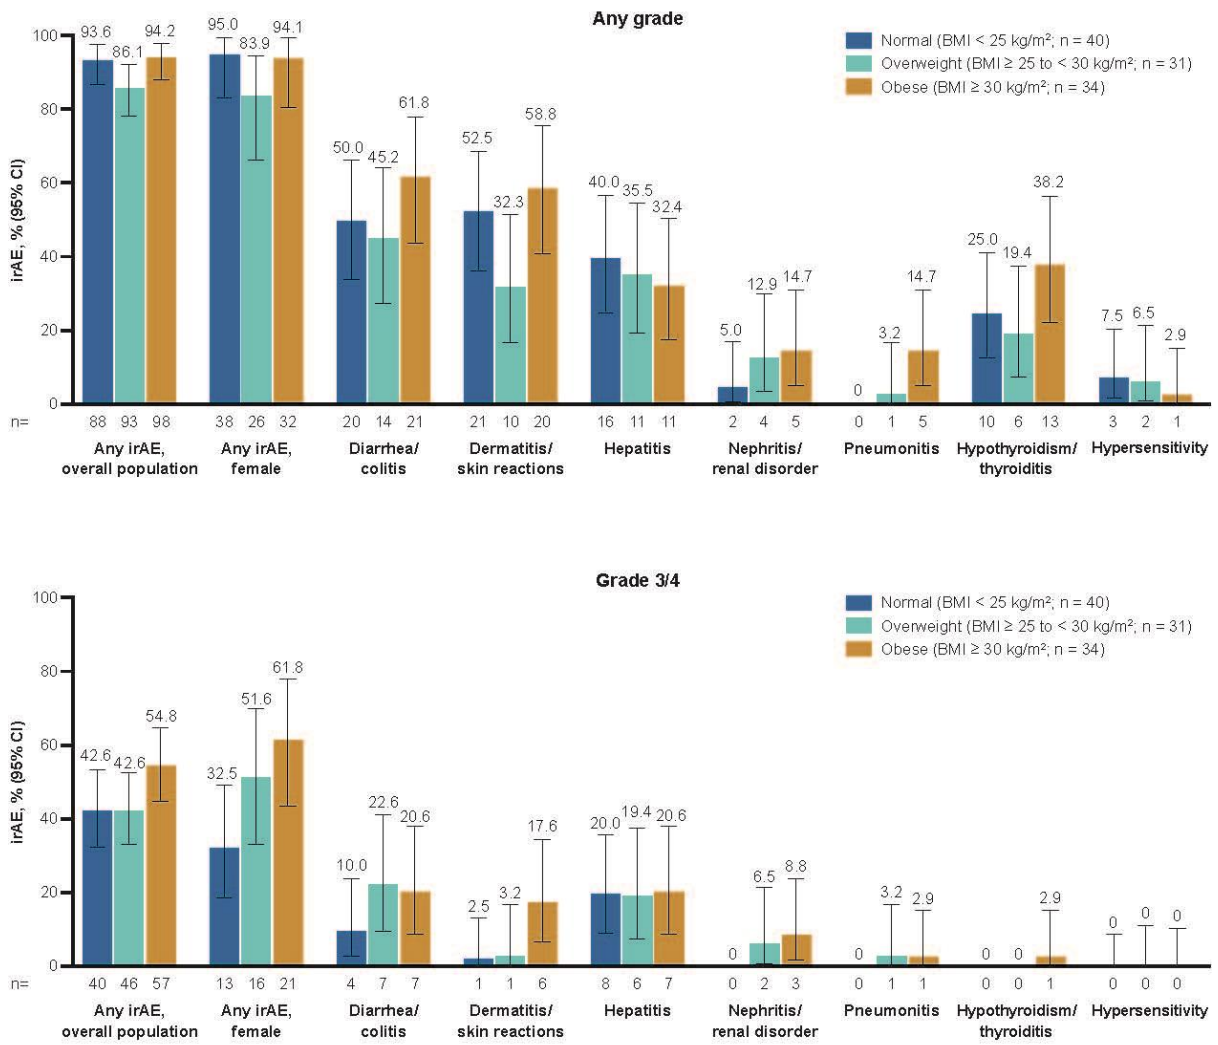 Any grade
Normal (BMI < 25 kg/m²; n = 40)
Overweight (BMI ≥ 25 to < 30 kg/m²; n = 31)
Obese (BMI ≥ 30 kg/m²; n = 34)
irAE, % (95% CI)
100
80
60
40
20
0
93.6 86.1 94.2 95.0 83.9 94.1 50.0 45.2 61.8 52.5 32.3 58.8 40.0 35.5 32.4 5.0 12.9 14.7 0 3.2 14.7 25.0 19.4 38.2 7.5 6.5 2.9
n= 88 93 98 38 26 32 20 14 21 21 10 20 16 11 11 2 4 5 0 1 5 10 6 13 3 2 1
Any irAE, overall population
Any irAE, female
Diarrhea/ colitis
Dermatitis/ skin reactions
Hepatitis
Nephritis/ renal disorder
Pneumonitis
Hypothyroidism/ thyroiditis
Hypersensitivity
Grade 3/4
Normal (BMI < 25 kg/m²; n = 40)
Overweight (BMI ≥ 25 to < 30 kg/m²; n = 31)
Obese (BMI ≥ 30 kg/m²; n = 34)
irAE, % (95% CI)
100
80
60
40
20
0
42.6 42.6 54.8 32.5 51.6 61.8 10.0 22.6 20.6 2.5 3.2 17.6 20.0 19.4 20.6 0 6.5 8.8 0 3.2 2.9 0 0 2.9 0 0 0
n= 40 46 57 13 16 21 4 7 7 1 1 6 8 6 7 0 2 3 0 1 1 0 0 1 0 0 0
Any irAE, overall population
Any irAE, female
Diarrhea/ colitis
Dermatitis/ skin reactions
Hepatitis
Nephritis/ renal disorder
Pneumonitis
Hypothyroidism/ thyroiditis
Hypersensitivity